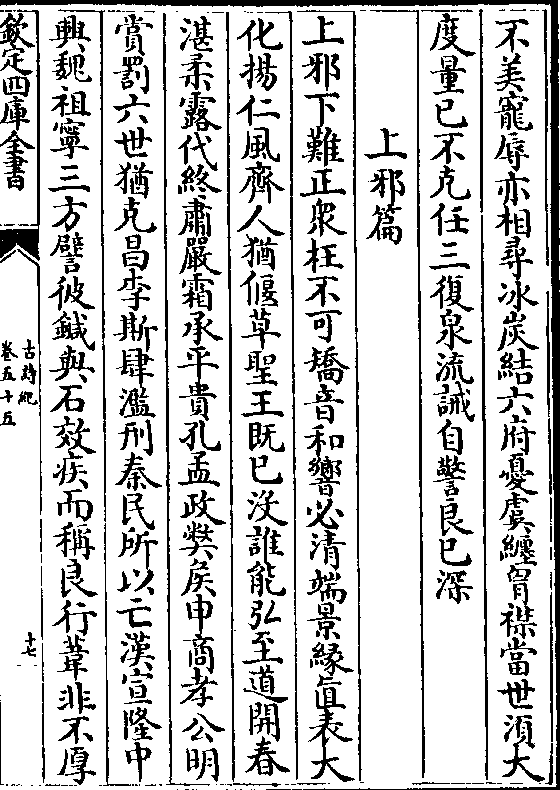 不美寵辱亦相尋冰炭結六府憂虞纒胷襟當世須大
度量已不克任三復泉流誡自警良已深
上邪篇
上邪下難正衆枉不可矯音和響必清端景緣直表大
化揚仁風齊人猶偃草聖王既已没誰能弘至道開春
湛柔露代終肅嚴霜承平貴孔孟政弊侯申商孝公明
賞罰六世猶克昌李斯肆濫刑秦民所以亡漢宣隆中
興魏祖寧三方譬彼鍼與石效疾而稱良行葦非不厚
欽定四庫全書
古詩紀
卷五十五
十七